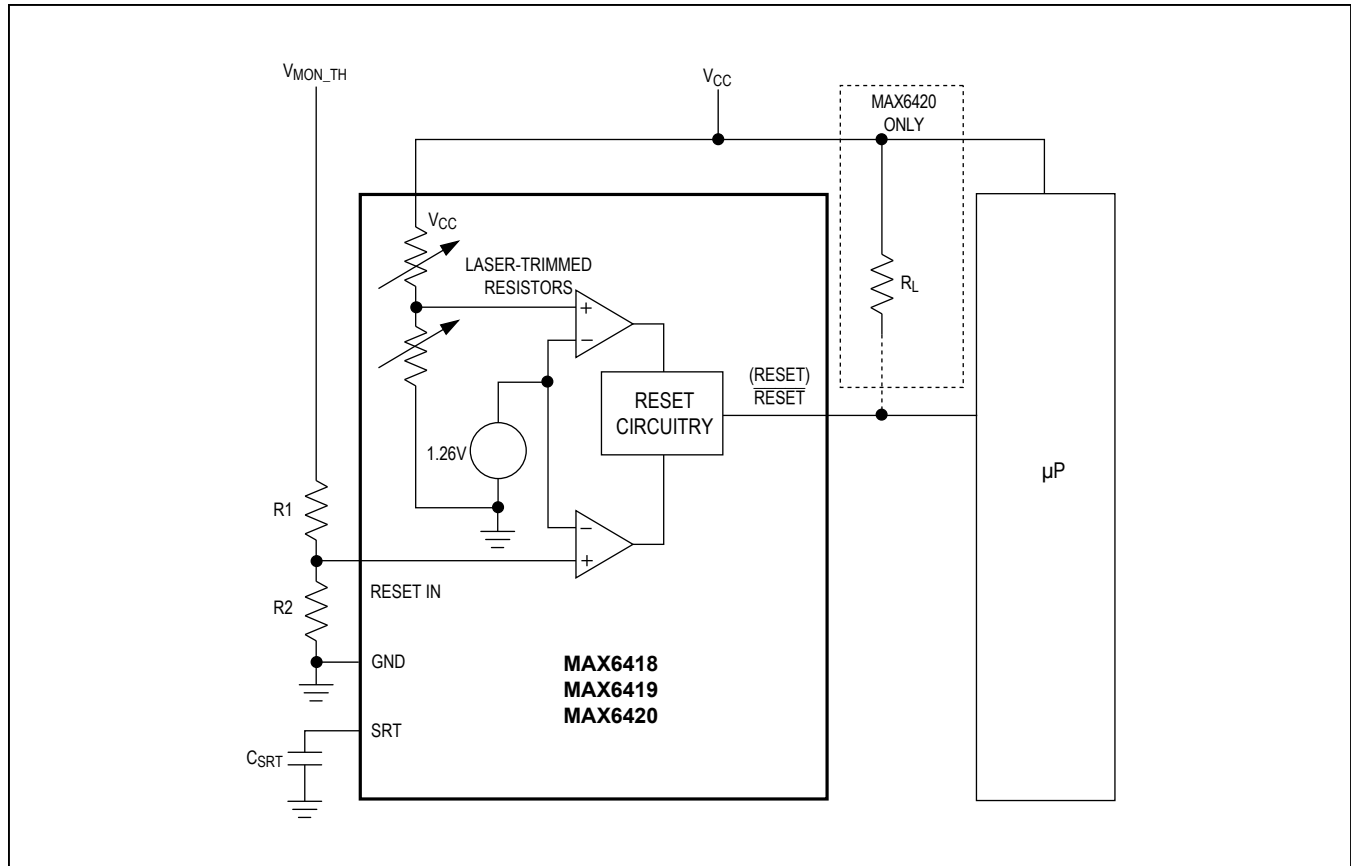 V_MON_TH
V_CC
MAX6420
ONLY
V_CC
LASER-TRIMMED
RESISTORS
R_L
+
−
(RESET)
R̅E̅S̅E̅T̅
RESET
CIRCUITRY
1.26V
µP
R1
−
+
RESET IN
R2
GND
MAX6418
MAX6419
MAX6420
SRT
C_SRT